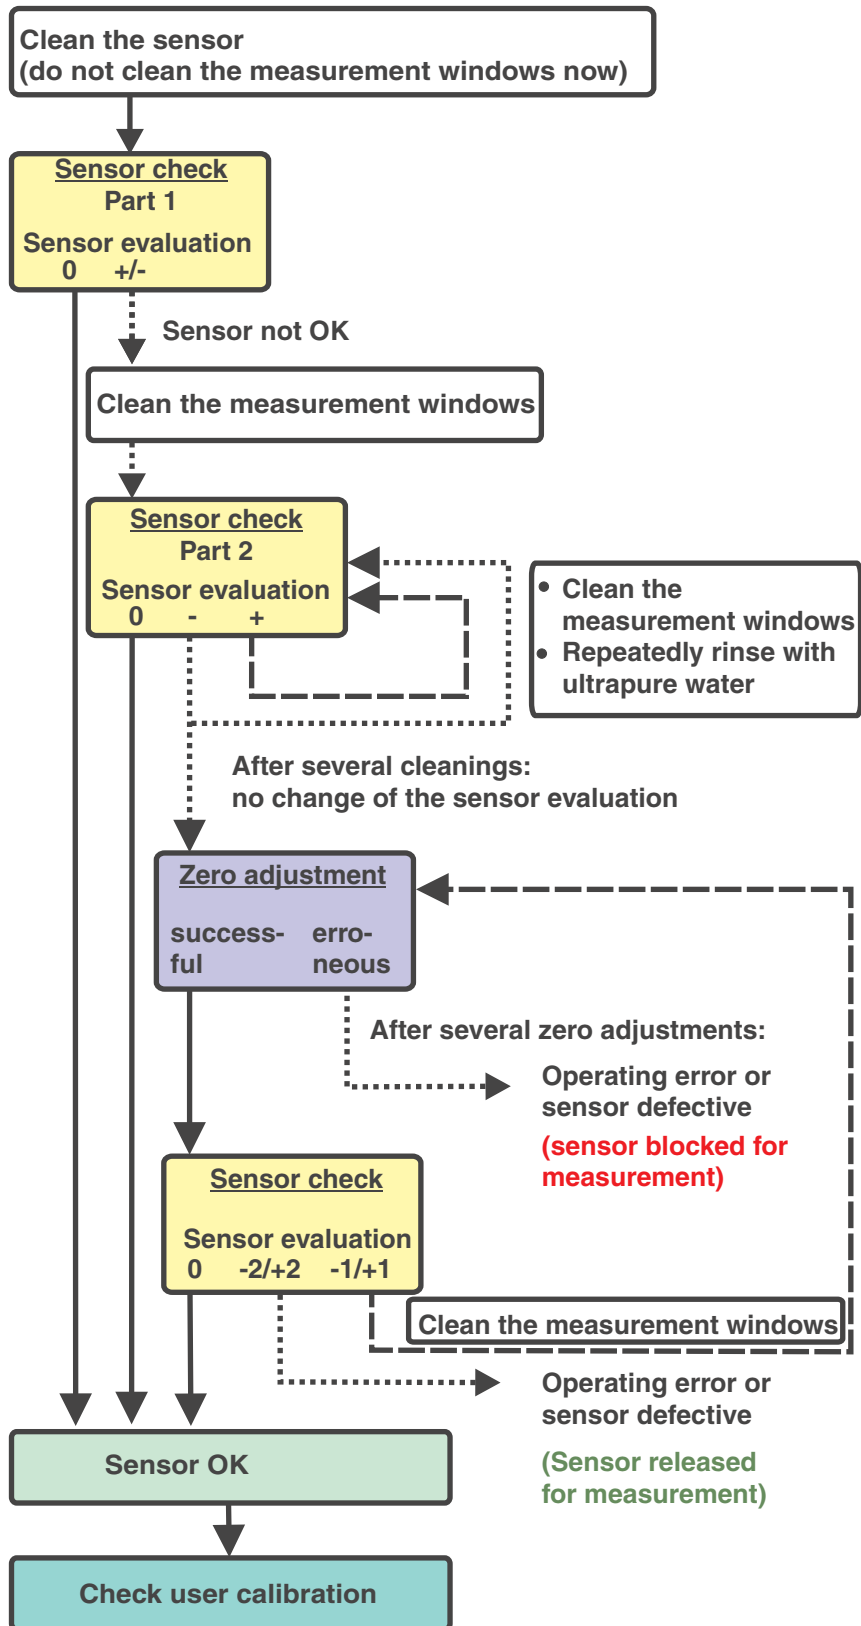 Clean the sensor
(do not clean the measurement windows now)
Sensor check
Part 1
Sensor evaluation
0 +/-
Sensor not OK
Clean the measurement windows
Sensor check
Part 2
Sensor evaluation
0 - +
• Clean the
measurement windows
• Repeatedly rinse with
ultrapure water
After several cleanings:
no change of the sensor evaluation
Zero adjustment
success- erro-
ful neous
After several zero adjustments:
Operating error or
sensor defective
(sensor blocked for
measurement)
Sensor check
Sensor evaluation
0 -2/+2 -1/+1
Clean the measurement windows
Operating error or
sensor defective
(Sensor released
for measurement)
Sensor OK
Check user calibration